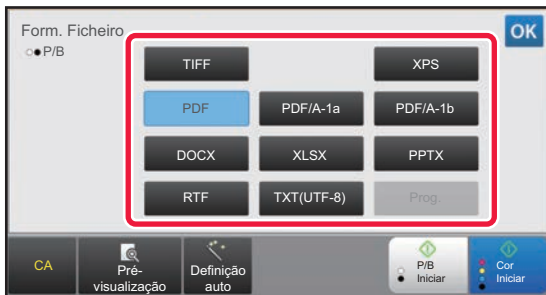 Form. Ficheiro
OK
P/B
TIFF
XPS
PDF
PDF/A-1a
PDF/A-1b
DOCX
XLSX
PPTX
RTF
TXT(UTF-8)
Prog.
CA
Pré-
visualização
Definição
auto
P/B
Iniciar
Cor
Iniciar